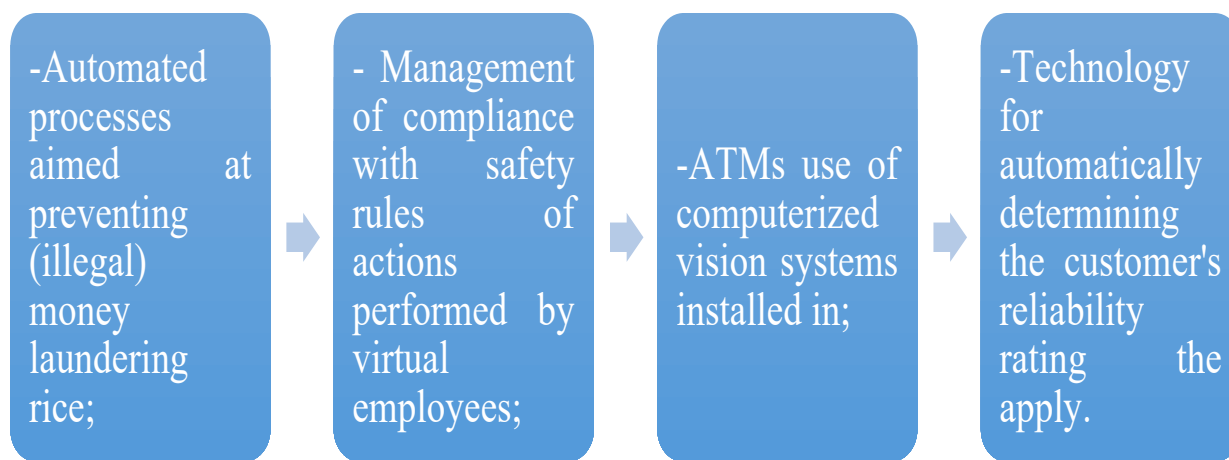 -Automated
processes
aimed at
preventing
(illegal)
money
laundering
rice;
- Management
of compliance
with safety
rules of
actions
performed by
virtual
employees;
-ATMs use of
computerized
vision systems
installed in;
-Technology
for
automatically
determining
the customer's
reliability
rating the
apply.